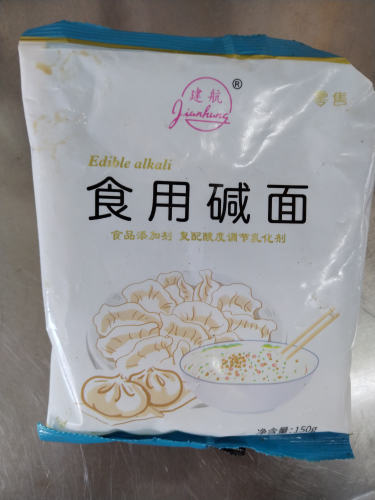 建航
®
Jianhang
零售
Edible alkali
食用碱面
食品添加剂 复配酸度调节乳化剂
净含量:150g